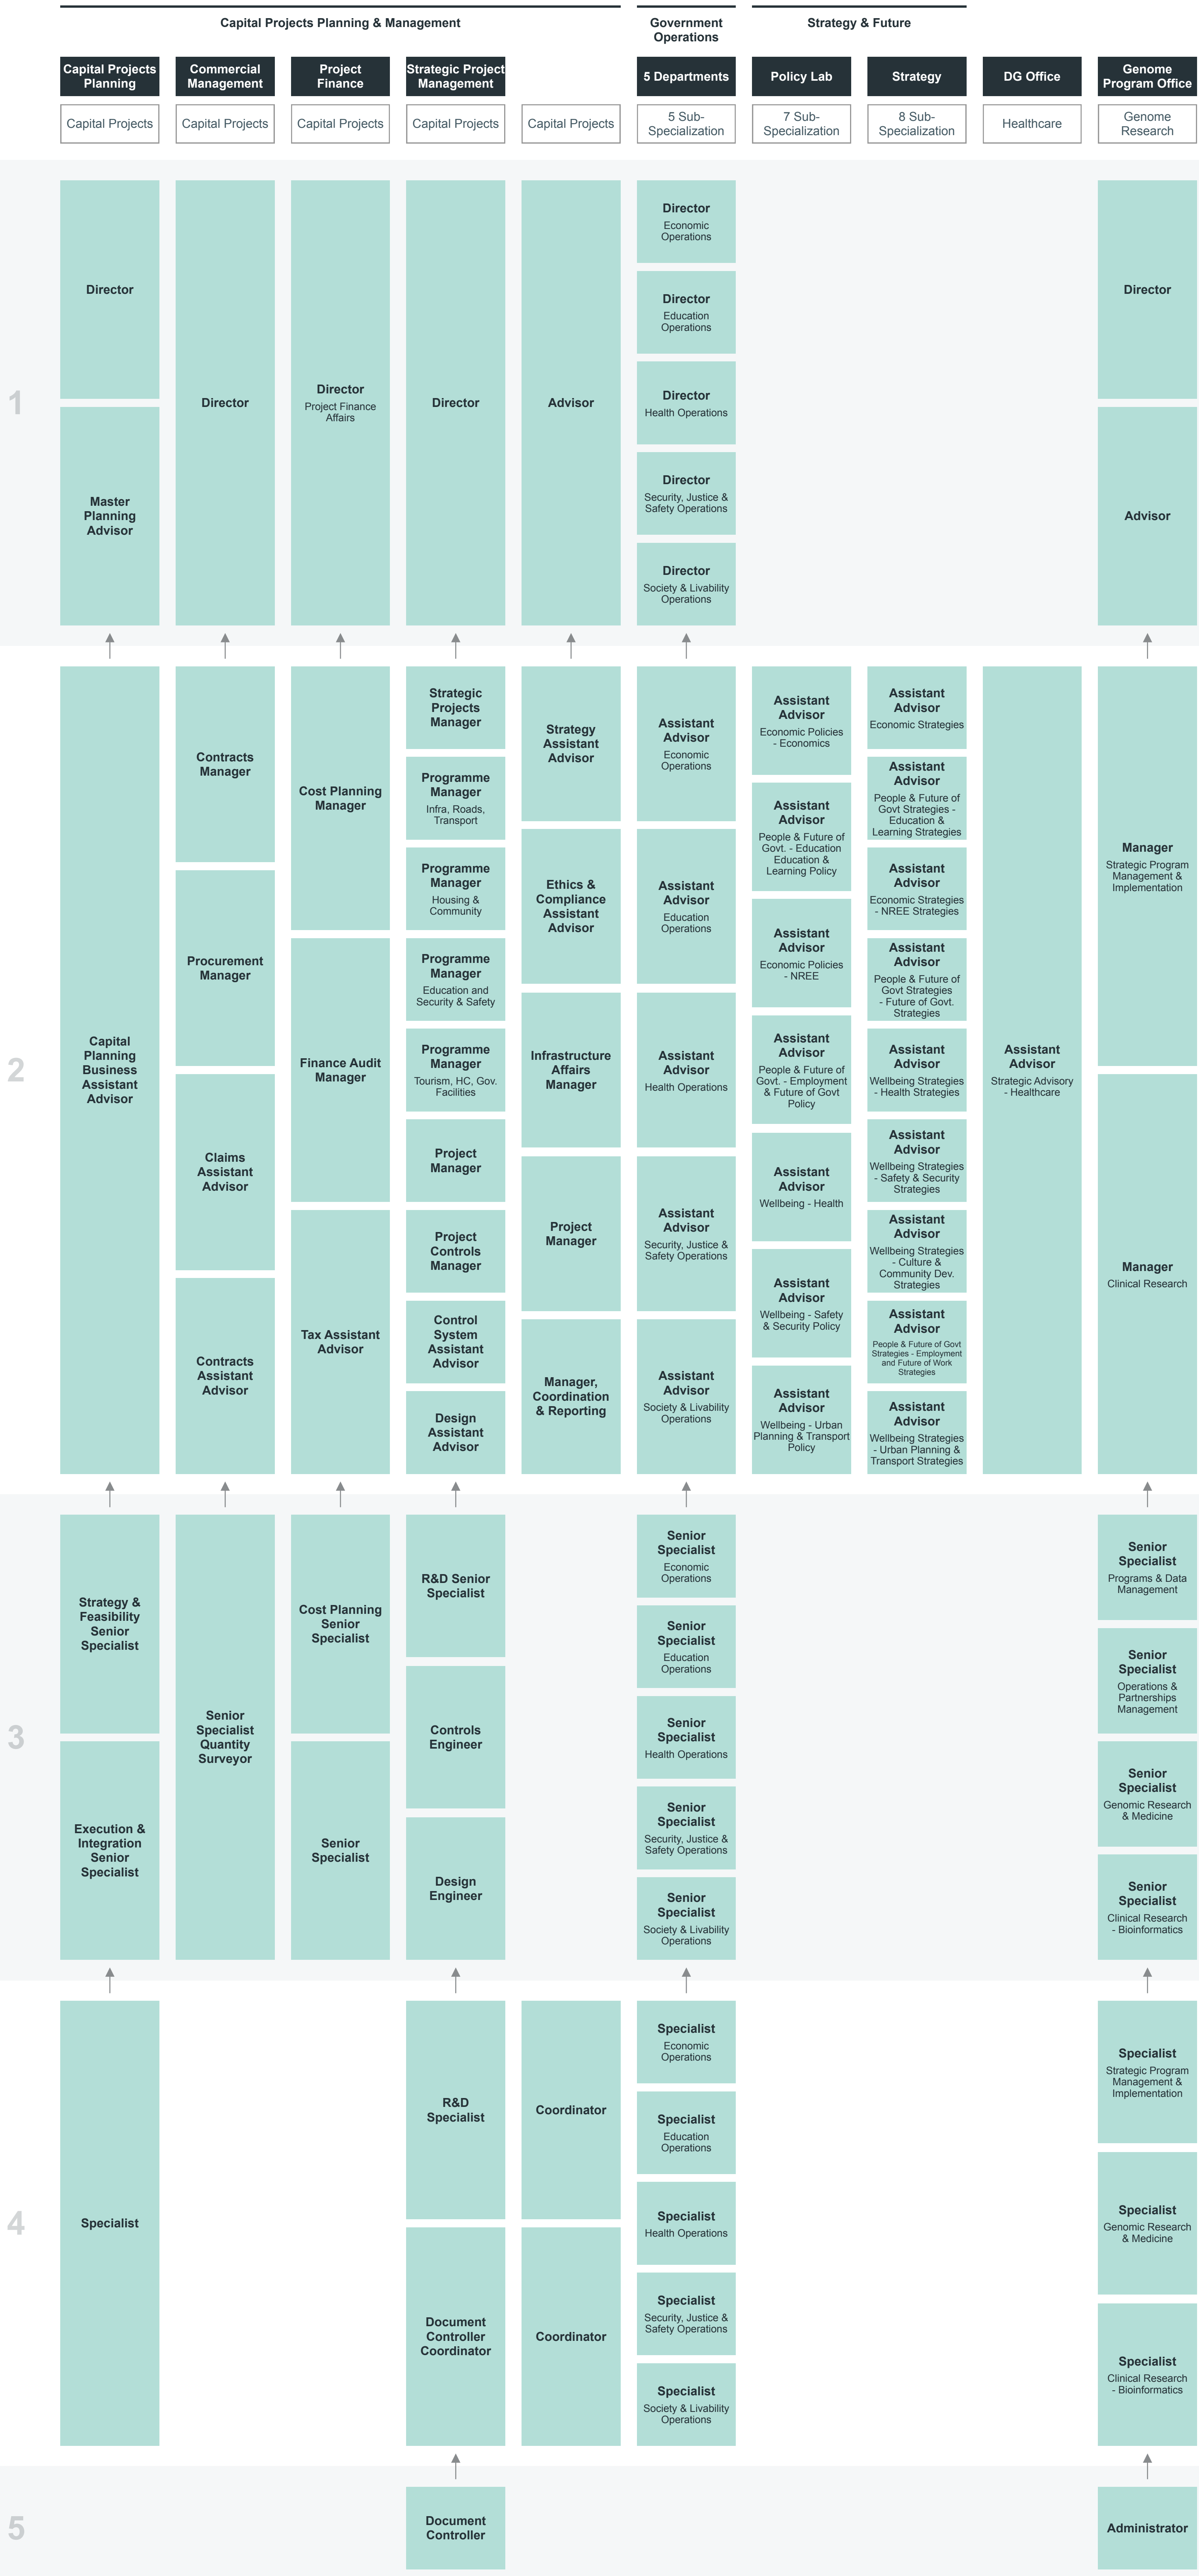 Capital Projects Planning & Management
Government
Operations
Strategy & Future
Capital Projects
Planning
Commercial
Management
Project
Finance
Strategic Project
Management
5 Departments
Policy Lab
Strategy
DG Office
Genome
Program Office
Capital Projects
Capital Projects
Capital Projects
Capital Projects
Capital Projects
5 Sub-
Specialization
7 Sub-
Specialization
8 Sub-
Specialization
Healthcare
Genome
Research
1
Director
Master
Planning
Advisor
Director
Director
Project Finance
Affairs
Director
Advisor
Director
Economic
Operations
Director
Education
Operations
Director
Health Operations
Director
Security, Justice &
Safety Operations
Director
Society & Livability
Operations
Director
Advisor
2
Capital
Planning
Business
Assistant
Advisor
Contracts
Manager
Procurement
Manager
Claims
Assistant
Advisor
Contracts
Assistant
Advisor
Cost Planning
Manager
Finance Audit
Manager
Tax Assistant
Advisor
Strategic
Projects
Manager
Programme
Manager
Infra, Roads,
Transport
Programme
Manager
Housing &
Community
Programme
Manager
Education and
Security & Safety
Programme
Manager
Tourism, HC, Gov.
Facilities
Project
Manager
Project
Controls
Manager
Control
System
Assistant
Advisor
Design
Assistant
Advisor
Strategy
Assistant
Advisor
Ethics &
Compliance
Assistant
Advisor
Infrastructure
Affairs
Manager
Project
Manager
Manager,
Coordination
& Reporting
Assistant
Advisor
Economic
Operations
Assistant
Advisor
Education
Operations
Assistant
Advisor
Health Operations
Assistant
Advisor
Security, Justice &
Safety Operations
Assistant
Advisor
Society & Livability
Operations
Assistant
Advisor
Economic Policies
- Economics
Assistant
Advisor
People & Future of
Govt. - Education
Education &
Learning Policy
Assistant
Advisor
Economic Policies
- NREE
Assistant
Advisor
People & Future of
Govt. - Employment
& Future of Govt
Policy
Assistant
Advisor
Wellbeing - Health
Assistant
Advisor
Wellbeing - Safety
& Security Policy
Assistant
Advisor
Wellbeing - Urban
Planning & Transport
Policy
Assistant
Advisor
Economic Strategies
Assistant
Advisor
People & Future of
Govt Strategies -
Education &
Learning Strategies
Assistant
Advisor
Economic Strategies
- NREE Strategies
Assistant
Advisor
People & Future of
Govt Strategies
- Future of Govt.
Strategies
Assistant
Advisor
Wellbeing Strategies
- Health Strategies
Assistant
Advisor
Wellbeing Strategies
- Safety & Security
Strategies
Assistant
Advisor
Wellbeing Strategies
- Culture &
Community Dev.
Strategies
Assistant
Advisor
People & Future of Govt
Strategies - Employment
and Future of Work
Strategies
Assistant
Advisor
Wellbeing Strategies
- Urban Planning &
Transport Strategies
Assistant
Advisor
Strategic Advisory
- Healthcare
Manager
Strategic Program
Management &
Implementation
Manager
Clinical Research
3
Strategy &
Feasibility
Senior
Specialist
Execution &
Integration
Senior
Specialist
Senior
Specialist
Quantity
Surveyor
Cost Planning
Senior
Specialist
Senior
Specialist
R&D Senior
Specialist
Controls
Engineer
Design
Engineer
Senior
Specialist
Economic
Operations
Senior
Specialist
Education
Operations
Senior
Specialist
Health Operations
Senior
Specialist
Security, Justice &
Safety Operations
Senior
Specialist
Society & Livability
Operations
Senior
Specialist
Programs & Data
Management
Senior
Specialist
Operations &
Partnerships
Management
Senior
Specialist
Genomic Research
& Medicine
Senior
Specialist
Clinical Research
- Bioinformatics
4
Specialist
R&D
Specialist
Document
Controller
Coordinator
Coordinator
Coordinator
Specialist
Economic
Operations
Specialist
Education
Operations
Specialist
Health Operations
Specialist
Security, Justice &
Safety Operations
Specialist
Society & Livability
Operations
Specialist
Strategic Program
Management &
Implementation
Specialist
Genomic Research
& Medicine
Specialist
Clinical Research
- Bioinformatics
5
Document
Controller
Administrator